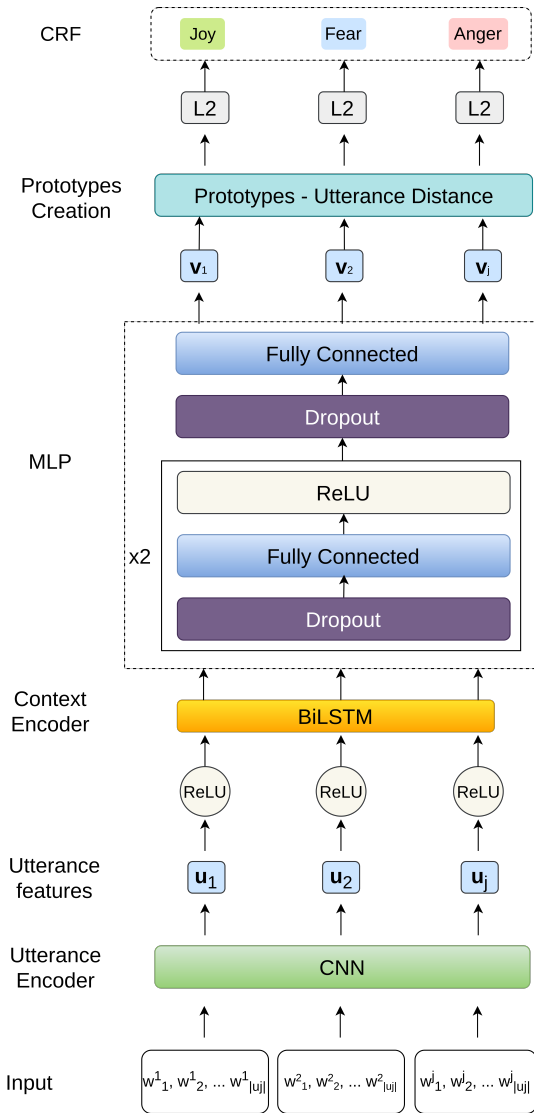 CRF
Joy Fear Anger
L2 L2 L2
Prototypes
Creation
Prototypes - Utterance Distance
v₁ v₂ vⱼ
MLP
Fully Connected
Dropout
x2
ReLU
Fully Connected
Dropout
Context
Encoder
BiLSTM
ReLU ReLU ReLU
Utterance
features
u₁ u₂ uⱼ
Utterance
Encoder
CNN
Input
w¹₁, w¹₂, ... w¹|uj| w²₁, w²₂, ... w²|uj| wʲ₁, wʲ₂, ... wʲ|uj|